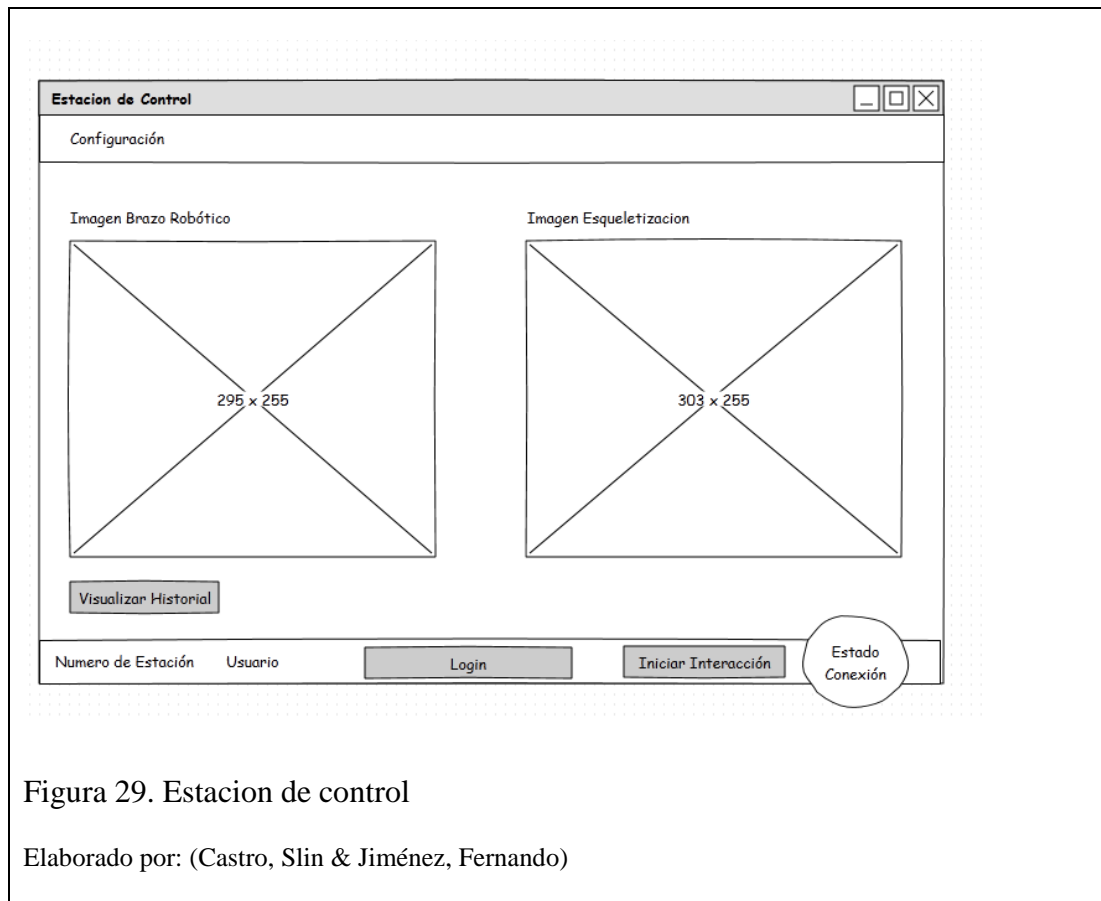 Estacion de Control
Configuración
Imagen Brazo Robótico
Imagen Esqueletizacion
295 x 255
303 x 255
Visualizar Historial
Numero de Estación
Usuario
Login
Iniciar Interacción
Estado
Conexión
Figura 29. Estacion de control
Elaborado por: (Castro, Slin & Jiménez, Fernando)